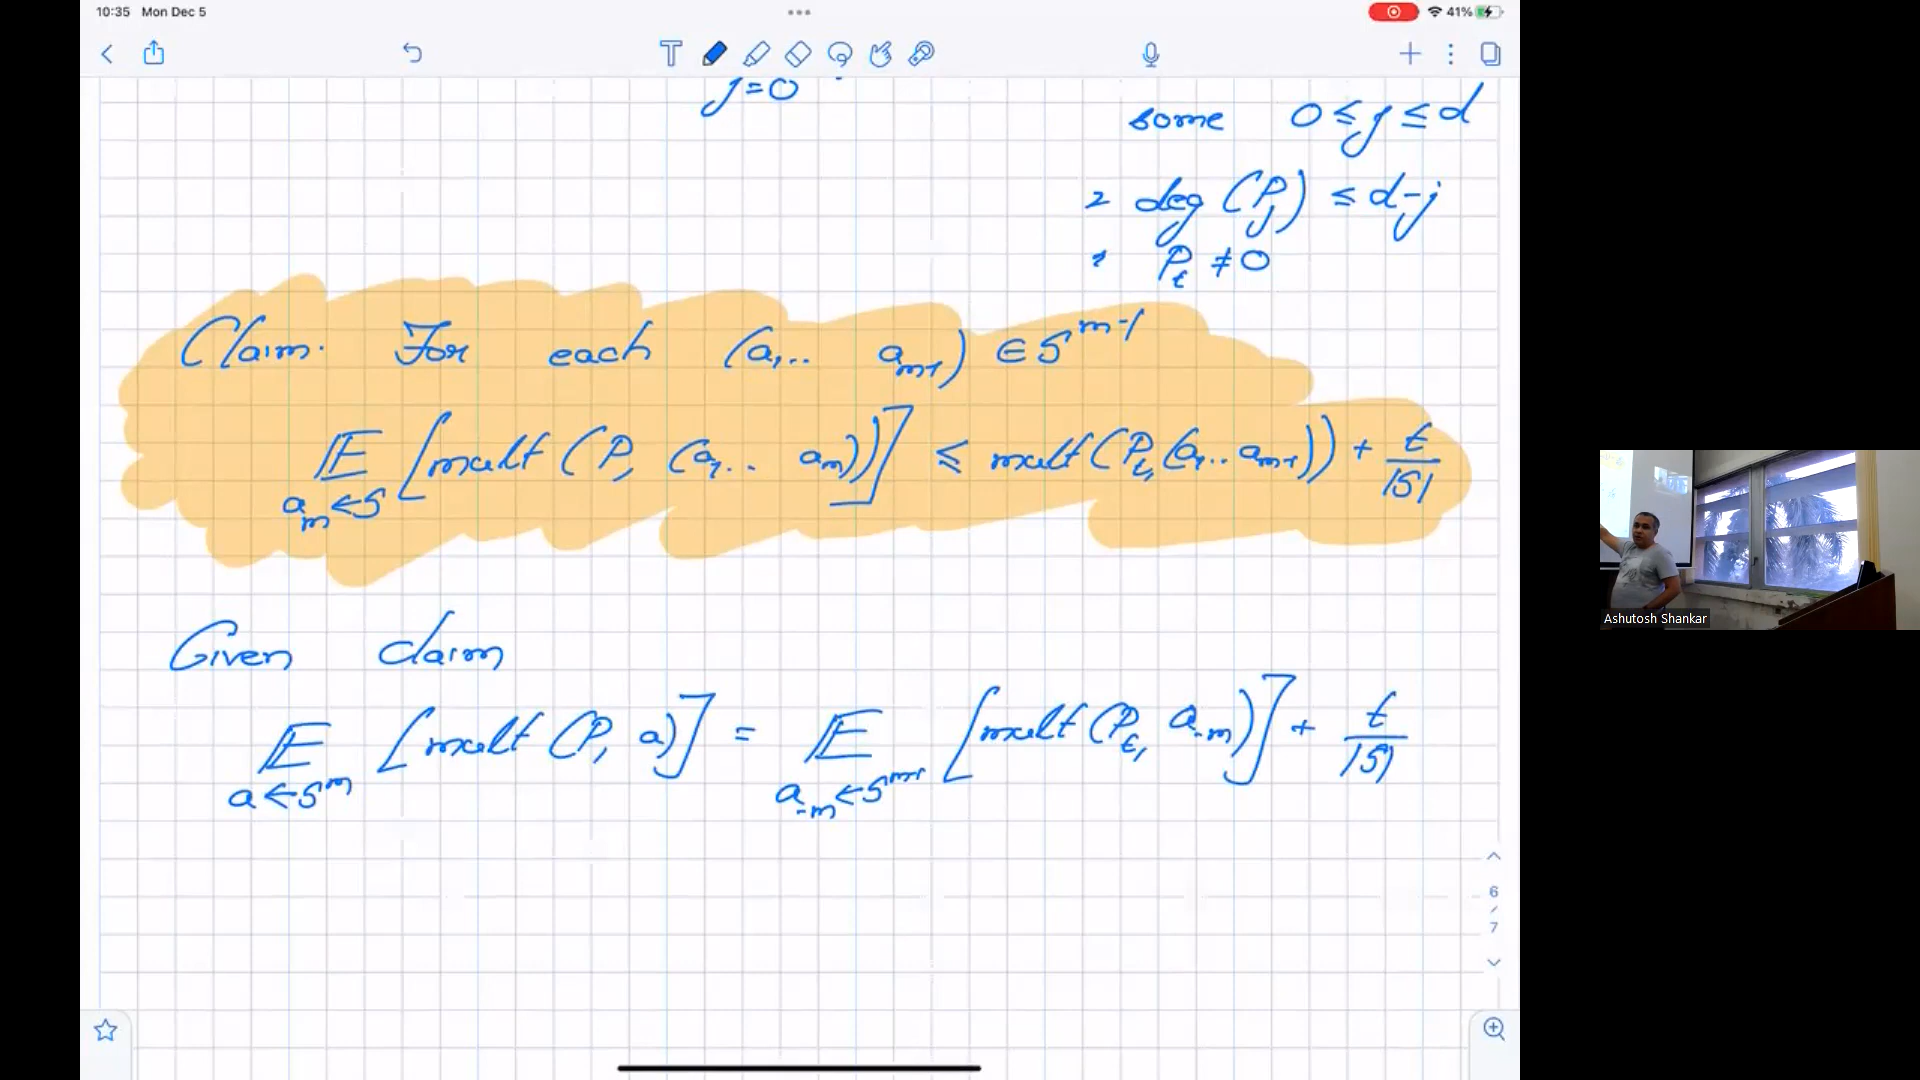 10:35 Mon Dec 5
41%
j=0
some 0 ≤ j ≤ d
2 deg (P_j) ≤ d-j
P_t ≠ 0
Claim. For each (a_1.. a_{m-1}) ∈ S^{m-1}
𝔼_{a_m ← S} [mult (P, (a_1.. a_m))] ≤ mult(P_t, (a_1..a_{m-1})) + t/|S|
Given claim
𝔼_{a ← S^m} [mult (P, a)] = 𝔼_{a_{-m} ← S^{m-1}} [mult (P_t, a_{-m})] + t/|S|
6
7
Ashutosh Shankar